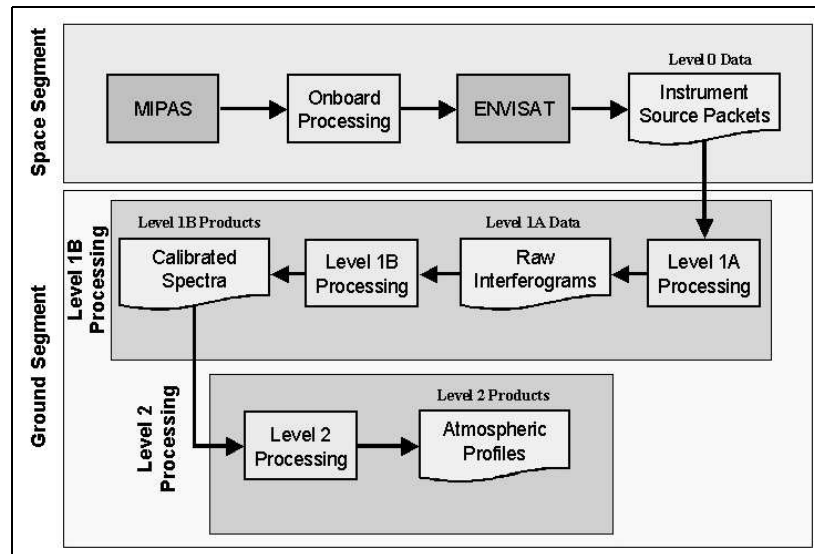 Space Segment
Level 0 Data
MIPAS
Onboard
Processing
ENVISAT
Instrument
Source Packets
Ground Segment
Level 1B
Processing
Level 1B Products
Calibrated
Spectra
Level 1B
Processing
Level 1A Data
Raw
Interferograms
Level 1A
Processing
Level 2
Processing
Level 2
Processing
Level 2 Products
Atmospheric
Profiles